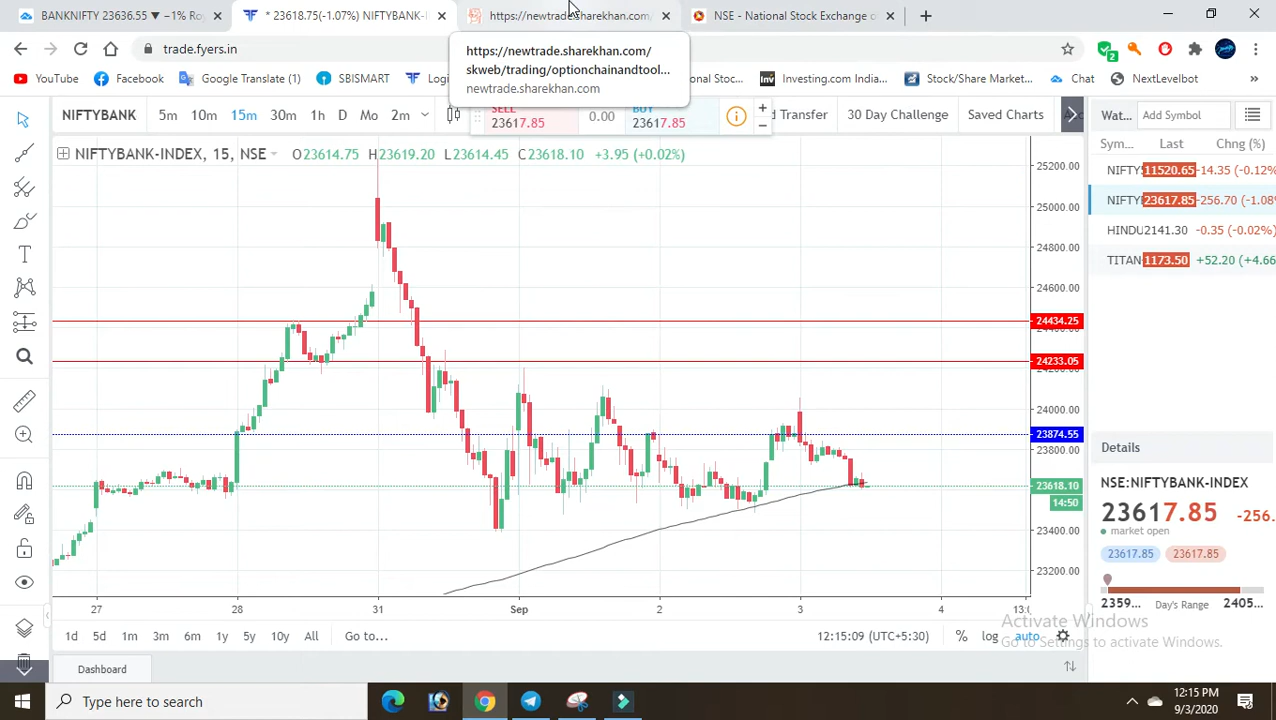 BANKNIFTY 23636.55 ▼ −1% Ro
* 23618.75(-1.07%) NIFTYBANK-
https://newtrade.sharekhan.com/
NSE - National Stock Exchange o
trade.fyers.in
https://newtrade.sharekhan.com/
skweb/trading/optionchainandtool...
newtrade.sharekhan.com
YouTube
Facebook
Google Translate
SBISMART
Stock/Share Market...
Investing.com India...
Chat
NextLevelbot
NIFTYBANK
5m
10m
15m
30m
1h
D
Mo
2m
SELL
23617.85
0.00
BUY
23617.85
d Transfer
30 Day Challenge
Saved Charts
Wat...
Add Symbol
NIFTYBANK-INDEX, 15, NSE
O23614.75 H23619.20 L23614.45 C23618.10 +3.95 (+0.02%)
Sym...
Last
Chng (%)
NIFTY 11520.65 -14.35 (-0.12%
NIFTY 23617.85 -256.70 (-1.08%
HINDU 2141.30 -0.35 (-0.02%)
TITAN 1173.50 +52.20 (+4.66
25200.00
25000.00
24800.00
24600.00
24434.25
24233.05
24000.00
23874.55
23800.00
23618.10
14:50
23400.00
23200.00
Details
NSE:NIFTYBANK-INDEX
23617.85 -256.
market open
23617.85
23617.85
2359...
Day's Range
2405...
27
28
31
Sep
2
3
4
13:
1d
5d
1m
3m
6m
1y
5y
10y
All
Go to...
12:15:09 (UTC+5:30)
%
log
auto
Activate Windows
Go to Settings to activate Windows.
Dashboard
Type here to search
12:15 PM
9/3/2020